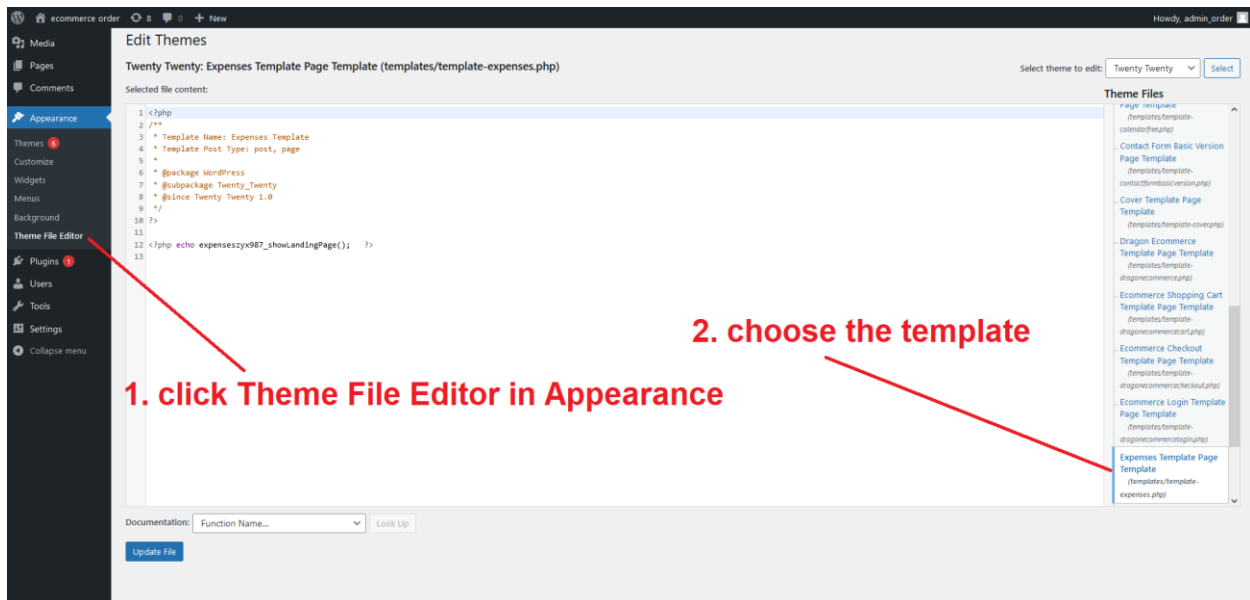 ecommerce order 8 0 + New Howdy, admin_order
Media
Pages
Comments
Appearance
Themes 6
Customize
Widgets
Menus
Background
Theme File Editor
Plugins 1
Users
Tools
Settings
Collapse menu
Edit Themes
Twenty Twenty: Expenses Template Page Template (templates/template-expenses.php)
Select theme to edit: Twenty Twenty Select
Selected file content:
1 <?php
2 /**
3 * Template Name: Expenses Template
4 * Template Post Type: post, page
5 *
6 * @package WordPress
7 * @subpackage Twenty_Twenty
8 * @since Twenty Twenty 1.0
9 */
10 ?>
11
12 <?php echo expenseszyx987_showLandingPage(); ?>
13
1. click Theme File Editor in Appearance
2. choose the template
Theme Files
Page Template
(templates/template-
calendarfree.php)
Contact Form Basic Version
Page Template
(templates/template-
contactformbasicversion.php)
Cover Template Page
Template
(templates/template-cover.php)
Dragon Ecommerce
Template Page Template
(templates/template-
dragonecommerce.php)
Ecommerce Shopping Cart
Template Page Template
(templates/template-
dragonecommercecart.php)
Ecommerce Checkout
Template Page Template
(templates/template-
dragonecommercecheckout.php)
Ecommerce Login Template
Page Template
(templates/template-
dragonecommercelogin.php)
Expenses Template Page
Template
(templates/template-
expenses.php)
Documentation: Function Name... Look Up
Update File